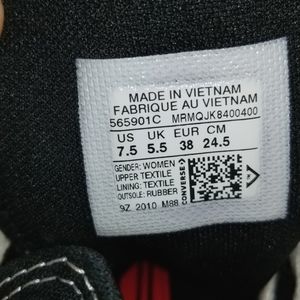 MADE IN VIETNAM
FABRIQUE AU VIETNAM
565901C MRMQJK8400400
US UK EUR CM
7.5 5.5 38 24.5
GENDER: WOMEN
UPPER TEXTILE
LINING: TEXTILE
OUTSOLE: RUBBER
9Z 2010 M88
CONVERSE